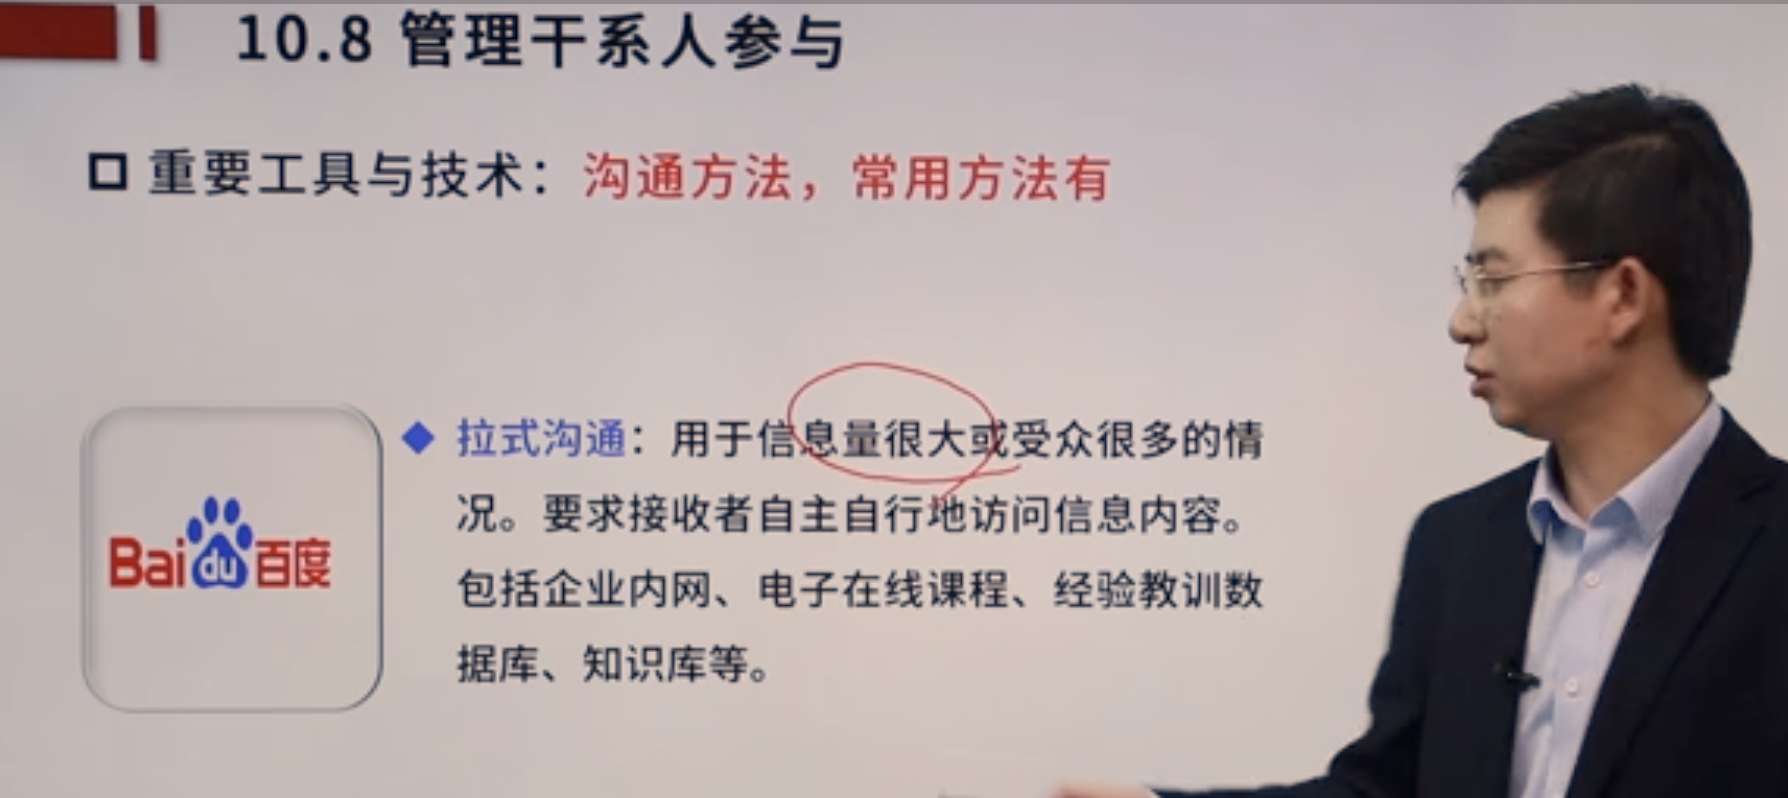 10.8 管理干系人参与
重要工具与技术：沟通方法，常用方法有
拉式沟通：用于信息量很大或受众很多的情
况。要求接收者自主自行地访问信息内容。
包括企业内网、电子在线课程、经验教训数
据库、知识库等。
Bai du 百度